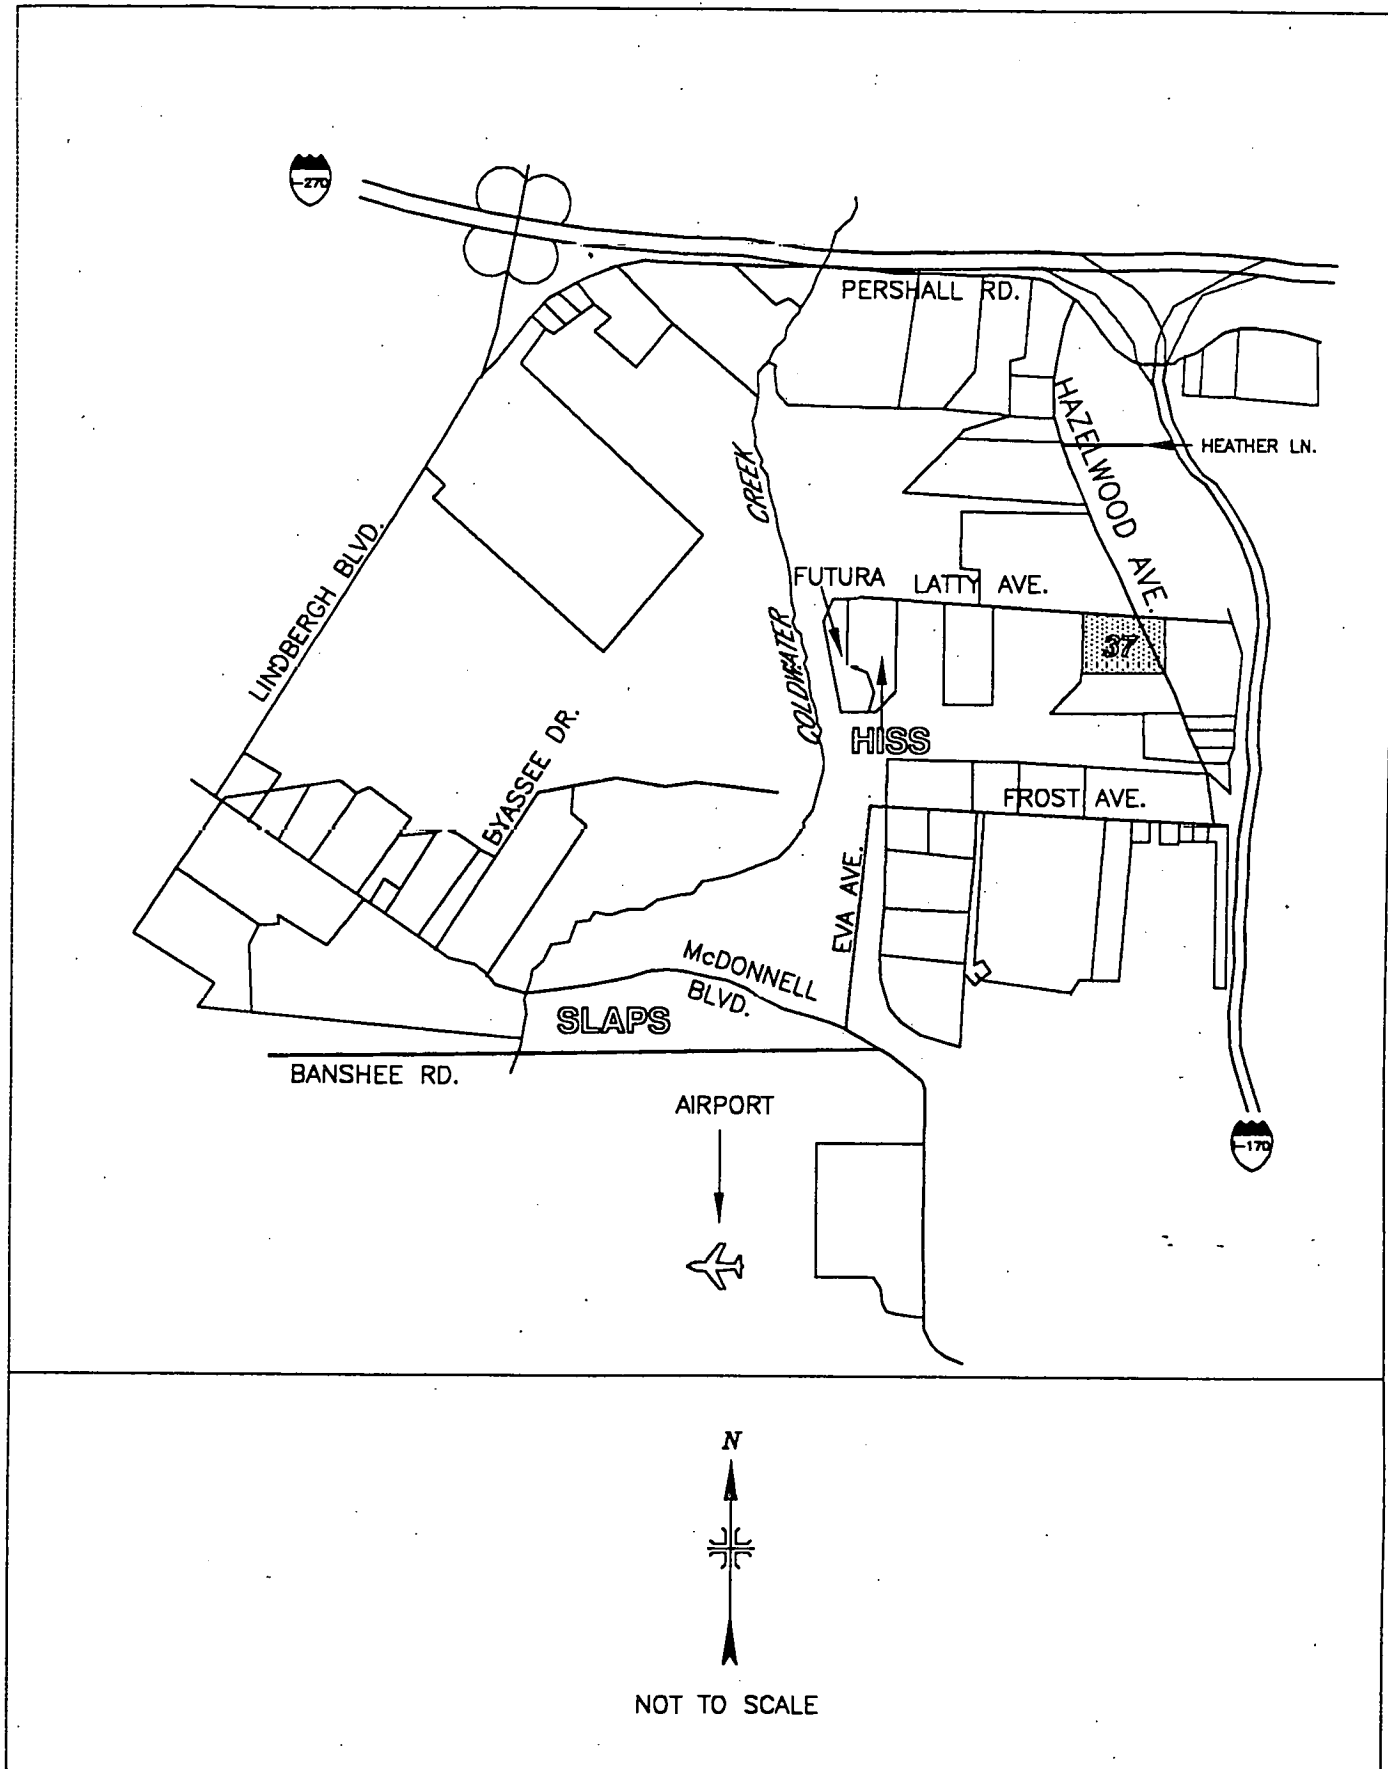 I-270
PERSHALL RD.
HAZELWOOD AVE.
HEATHER LN.
COLDWATER CREEK
LINDBERGH BLVD.
FUTURA
LATTY AVE.
37
HISS
BYASSEE DR.
FROST AVE.
EVA AVE.
McDONNELL
BLVD.
SLAPS
BANSHEE RD.
AIRPORT
I-170
N
NOT TO SCALE